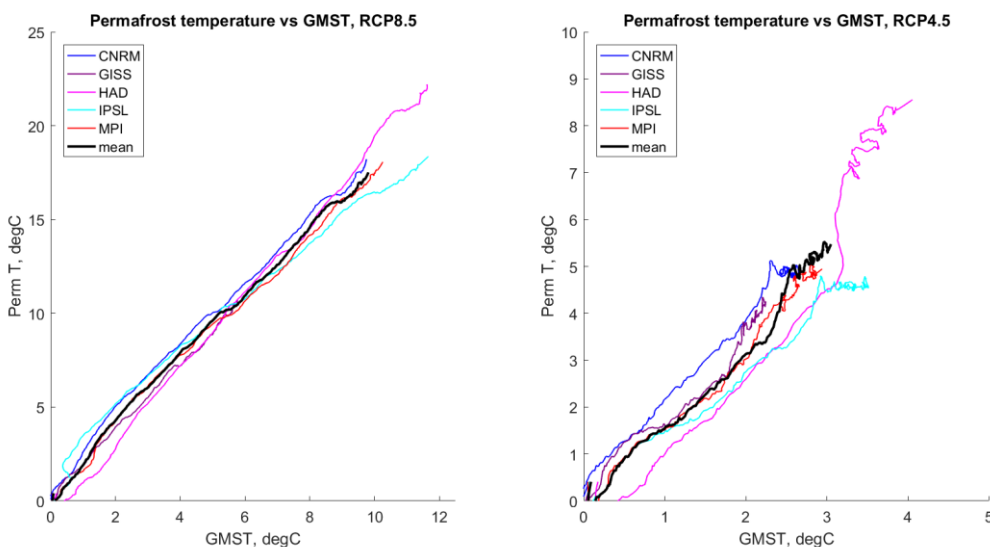 Permafrost temperature vs GMST, RCP8.5
25
20
15
10
5
0
Perm T, degC
CNRM
GISS
HAD
IPSL
MPI
mean
0 2 4 6 8 10 12
GMST, degC
Permafrost temperature vs GMST, RCP4.5
10
9
8
7
6
5
4
3
2
1
0
Perm T, degC
CNRM
GISS
HAD
IPSL
MPI
mean
0 1 2 3 4 5
GMST, degC